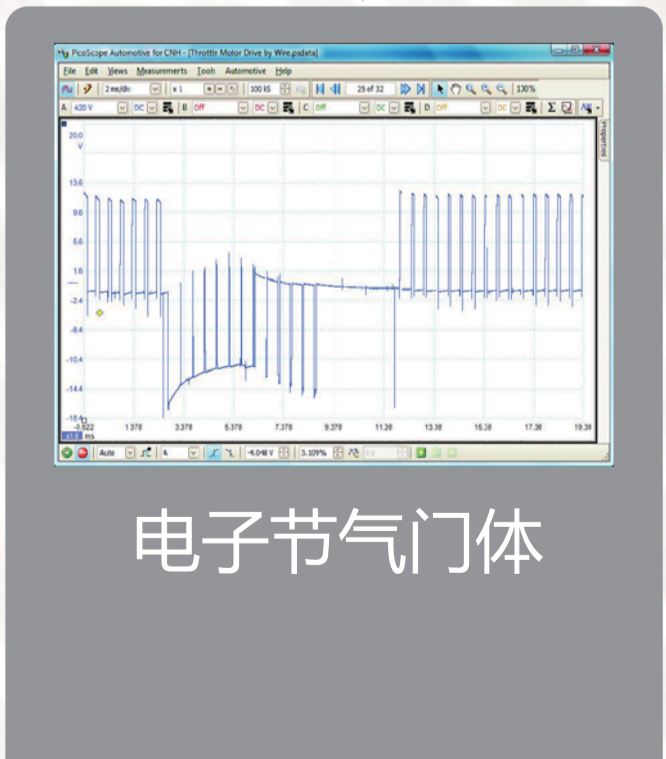 PicoScope Automotive for CNH - [Throttle Motor Drive by Wire.psdata]
File Edit Views Measurements Tools Automotive Help
2 ms/div x 1 100 kS 25 of 32 130%
A ±20 V DC B Off DC C Off DC D Off DC Σ
Properties
20.0
V
13.6
9.6
5.6
1.6
-2.4
-6.4
-10.4
-14.4
-18.4
-0.622 1.378 3.378 5.378 7.378 9.378 11.38 13.38 15.38 17.38 19.38
x1.0 ms
Auto A -4.048 V 3.109%
电子节气门体